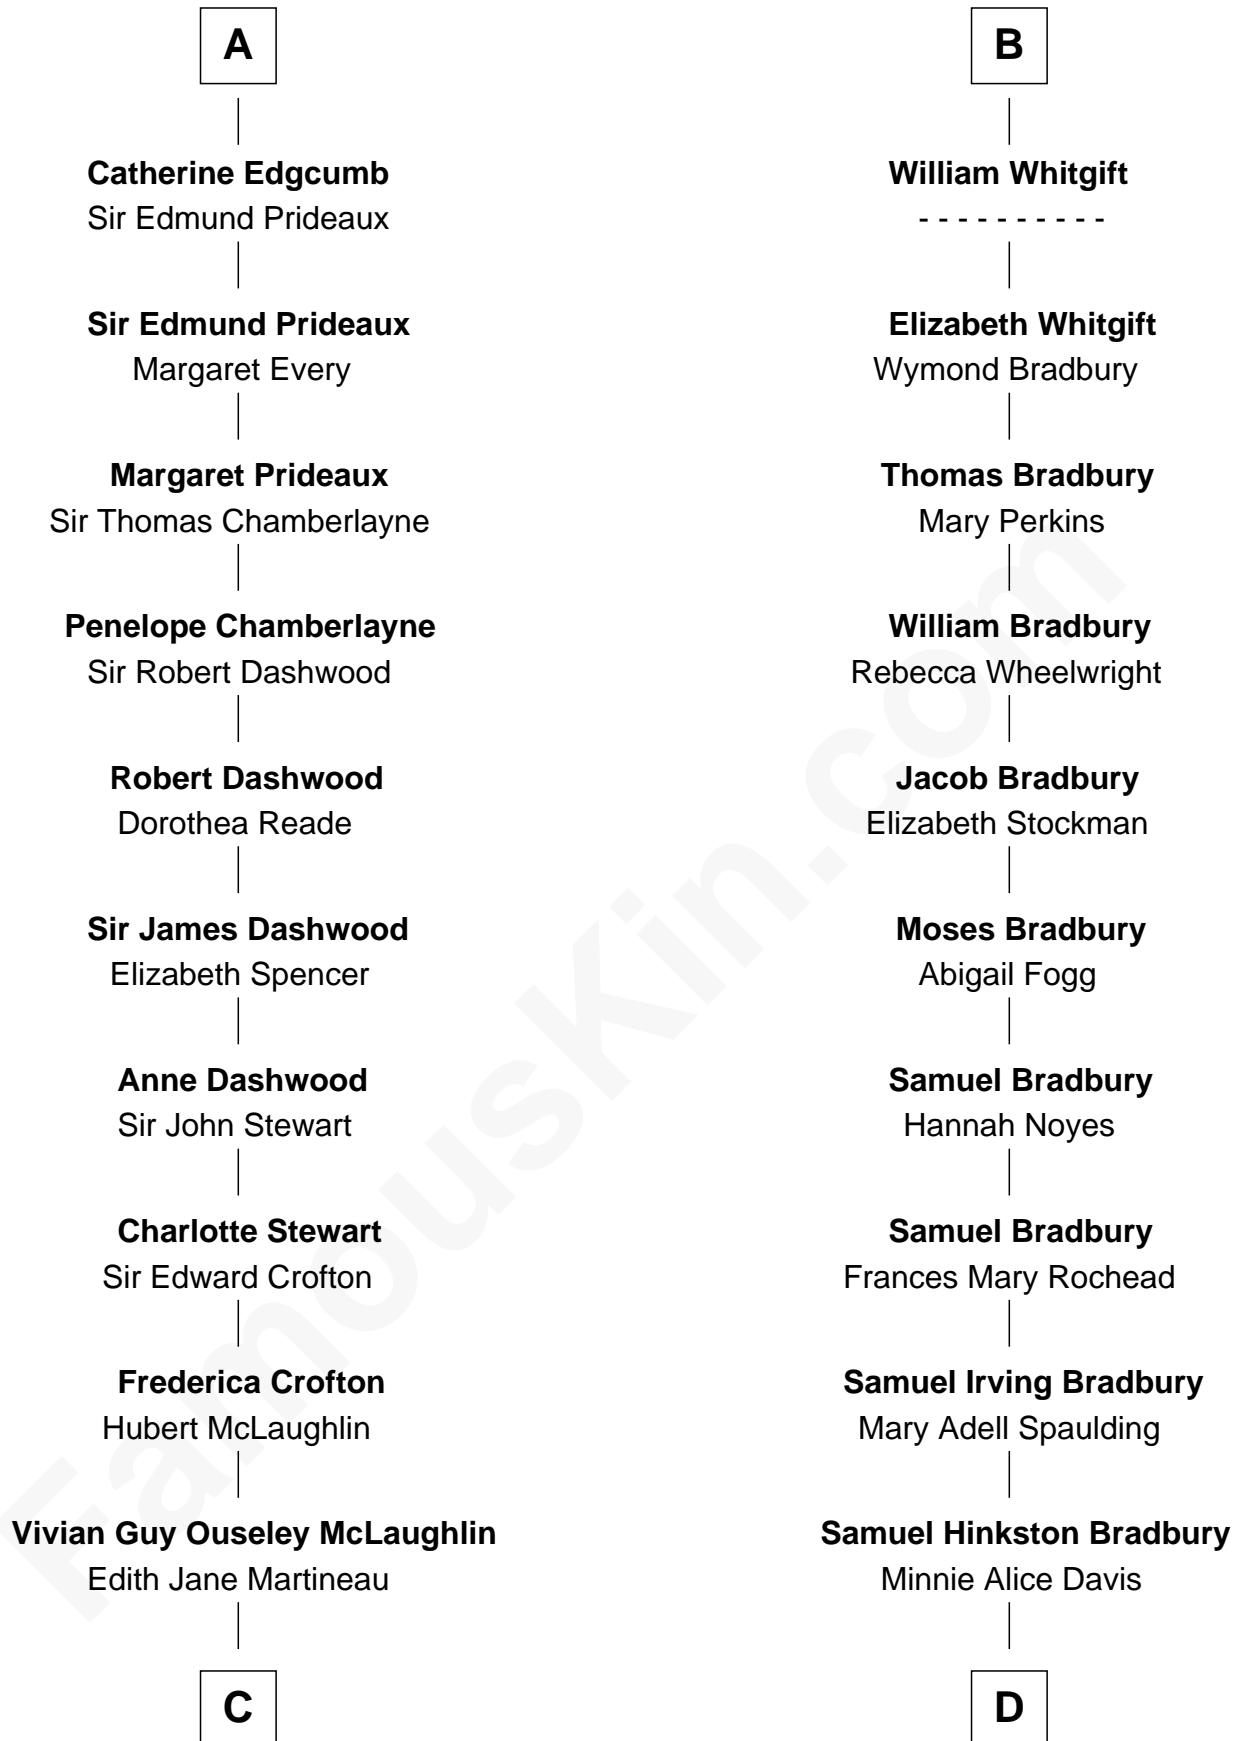 A
Catherine Edgcumb
Sir Edmund Prideaux
Sir Edmund Prideaux
Margaret Every
Margaret Prideaux
Sir Thomas Chamberlayne
Penelope Chamberlayne
Sir Robert Dashwood
Robert Dashwood
Dorothea Reade
Sir James Dashwood
Elizabeth Spencer
Anne Dashwood
Sir John Stewart
Charlotte Stewart
Sir Edward Crofton
Frederica Crofton
Hubert McLaughlin
Vivian Guy Ouseley McLaughlin
Edith Jane Martineau
C
B
William Whitgift
- - - - - - - - - -
Elizabeth Whitgift
Wymond Bradbury
Thomas Bradbury
Mary Perkins
William Bradbury
Rebecca Wheelwright
Jacob Bradbury
Elizabeth Stockman
Moses Bradbury
Abigail Fogg
Samuel Bradbury
Hannah Noyes
Samuel Bradbury
Frances Mary Rochead
Samuel Irving Bradbury
Mary Adell Spaulding
Samuel Hinkston Bradbury
Minnie Alice Davis
D
FamousKin.com